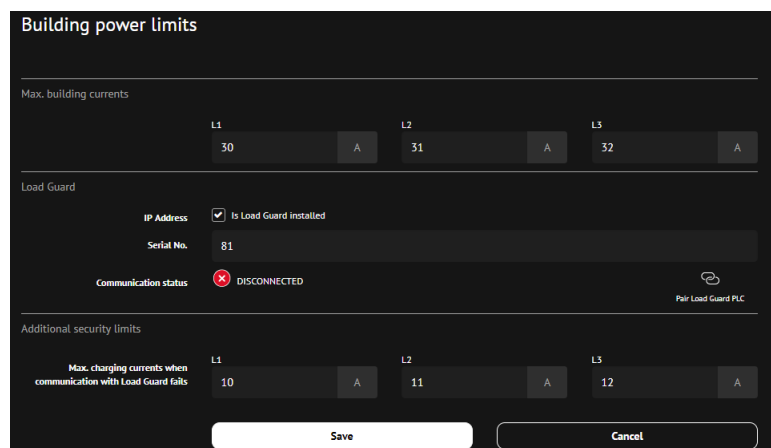 Building power limits
Max. building currents
L1 L2 L3
30 A 31 A 32 A
Load Guard
IP Address Is Load Guard installed
Serial No. 81
Communication status DISCONNECTED
Pair Load Guard PLC
Additional security limits
L1 L2 L3
Max. charging currents when
communication with Load Guard fails
10 A 11 A 12 A
Save Cancel